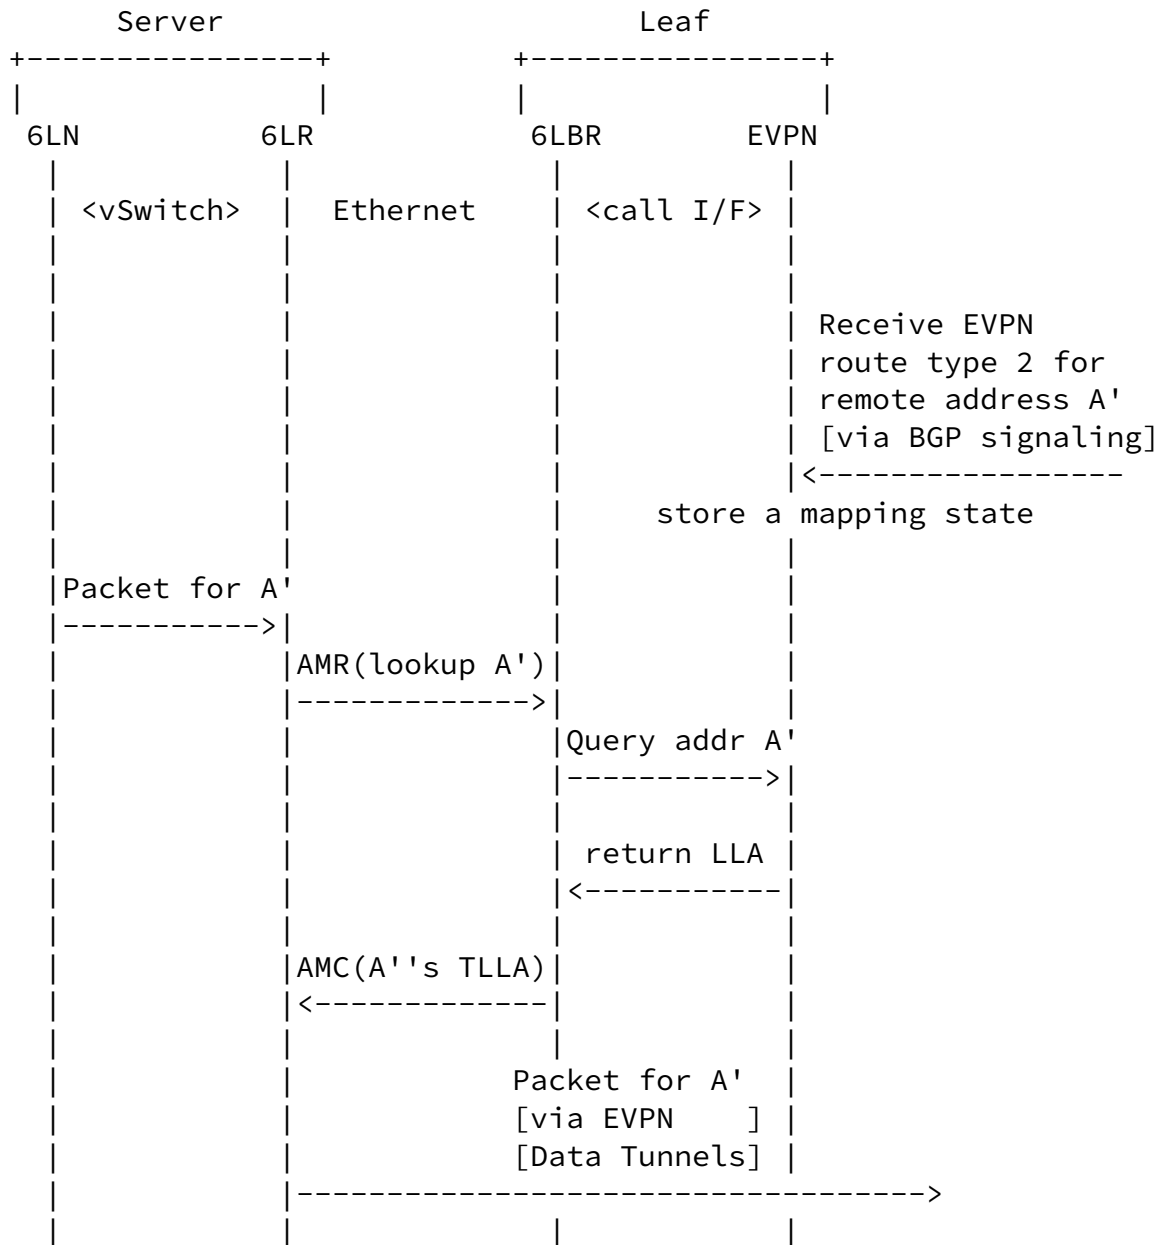 Server Leaf
6LN 6LR 6LBR EVPN
<vSwitch> Ethernet <call I/F>
Receive EVPN
route type 2 for
remote address A'
[via BGP signaling]
store a mapping state
Packet for A'
AMR(lookup A')
Query addr A'
return LLA
AMC(A''s TLLA)
Packet for A'
[via EVPN ]
[Data Tunnels]